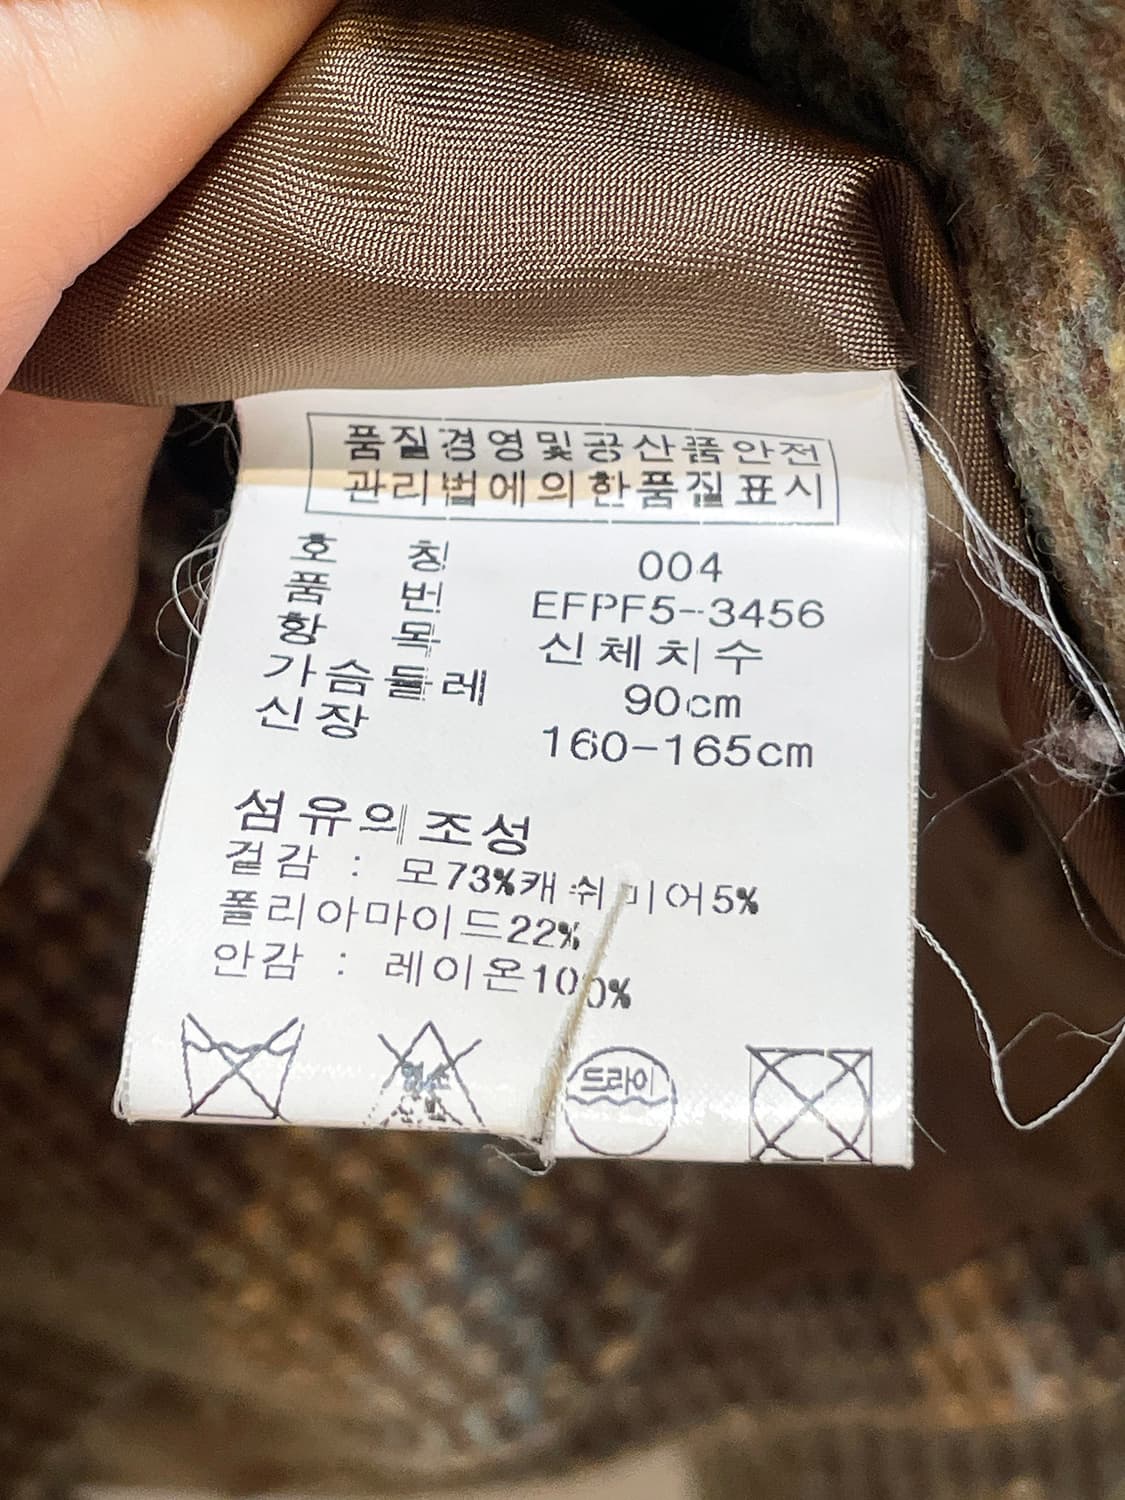 품질경영및공산품안전
관리법에의한품질표시
호 칭 004
품 번 EFPF5-3456
항 목 신체치수
가슴둘레 90cm
신장 160-165cm
섬유의조성
겉감 : 모73%캐쉬미어5%
폴리아마이드22%
안감 : 레이온100%
드라이